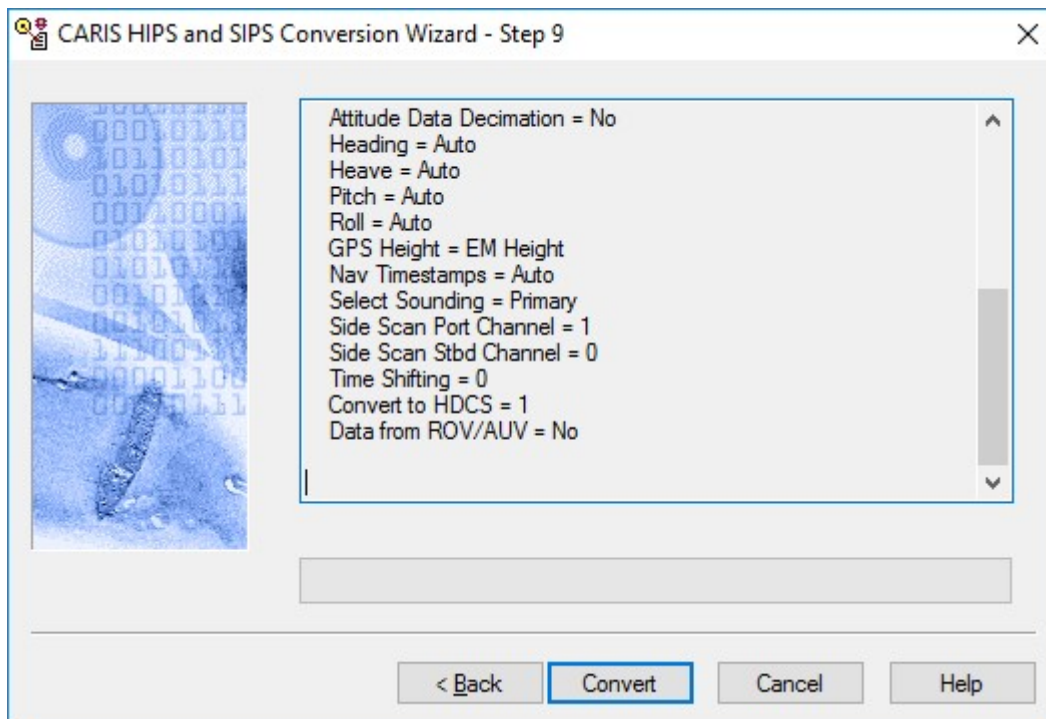 CARIS HIPS and SIPS Conversion Wizard - Step 9
Attitude Data Decimation = No
Heading = Auto
Heave = Auto
Pitch = Auto
Roll = Auto
GPS Height = EM Height
Nav Timestamps = Auto
Select Sounding = Primary
Side Scan Port Channel = 1
Side Scan Stbd Channel = 0
Time Shifting = 0
Convert to HDCS = 1
Data from ROV/AUV = No
< Back
Convert
Cancel
Help